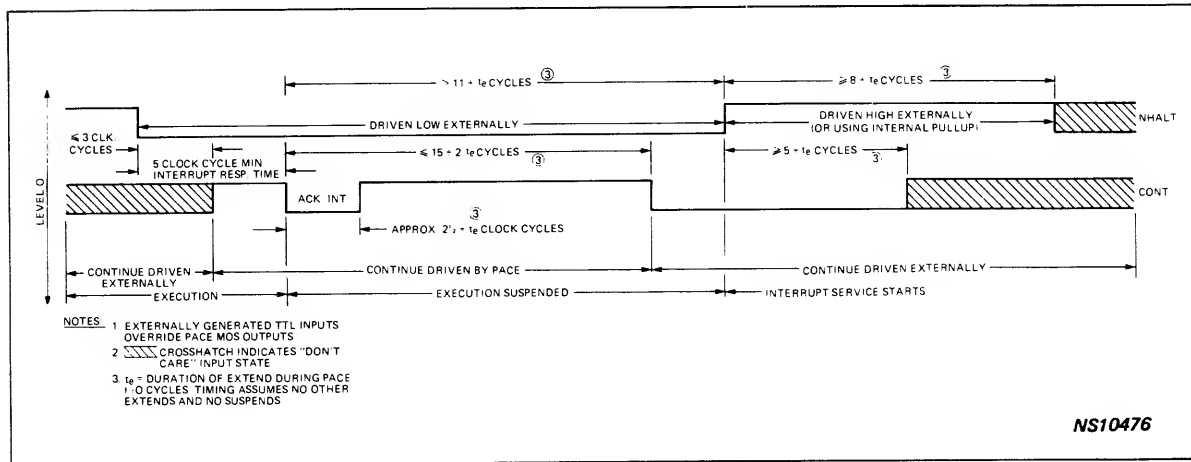 > 11 + te CYCLES ③
≥8 + te CYCLES 3
NHALT
DRIVEN LOW EXTERNALLY
DRIVEN HIGH EXTERNALLY
(OR USING INTERNAL PULLUP)
≤ 3 CLK
CYCLES
5 CLOCK CYCLE MIN
INTERRUPT RESP. TIME
≤ 15 + 2 te CYCLES ③
≥5 + te CYCLES 3
LEVEL 0
ACK INT
CONT
APPROX 2½ + te CLOCK CYCLES ③
CONTINUE DRIVEN
EXTERNALLY
CONTINUE DRIVEN BY PACE
CONTINUE DRIVEN EXTERNALLY
EXECUTION
EXECUTION SUSPENDED
INTERRUPT SERVICE STARTS
NOTES: 1 EXTERNALLY GENERATED TTL INPUTS
OVERRIDE PACE MOS OUTPUTS
2 CROSSHATCH INDICATES "DON'T
CARE" INPUT STATE
3. te = DURATION OF EXTEND DURING PACE
I/O CYCLES. TIMING ASSUMES NO OTHER
EXTENDS AND NO SUSPENDS
NS10476